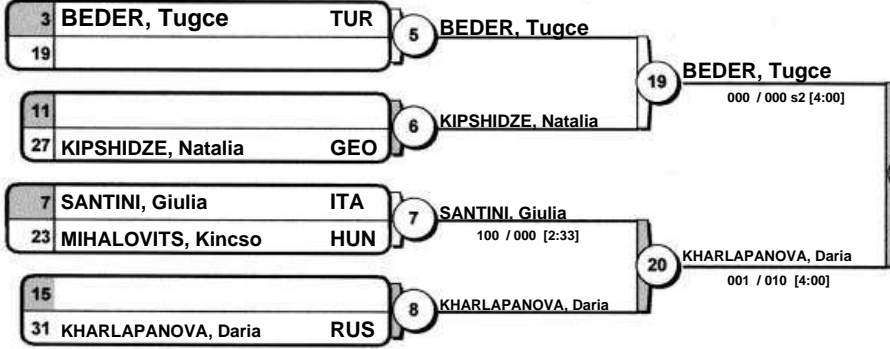 3 BEDER, Tugce TUR
19
5
BEDER, Tugce
19
BEDER, Tugce
000 / 000 s2 [4:00]
11
27 KIPSHIDZE, Natalia GEO
6
KIPSHIDZE, Natalia
7 SANTINI, Giulia ITA
23 MIHALOVITS, Kincso HUN
7
SANTINI, Giulia
100 / 000 [2:33]
20
KHARLAPANOVA, Daria
001 / 010 [4:00]
15
31 KHARLAPANOVA, Daria RUS
8
KHARLAPANOVA, Daria